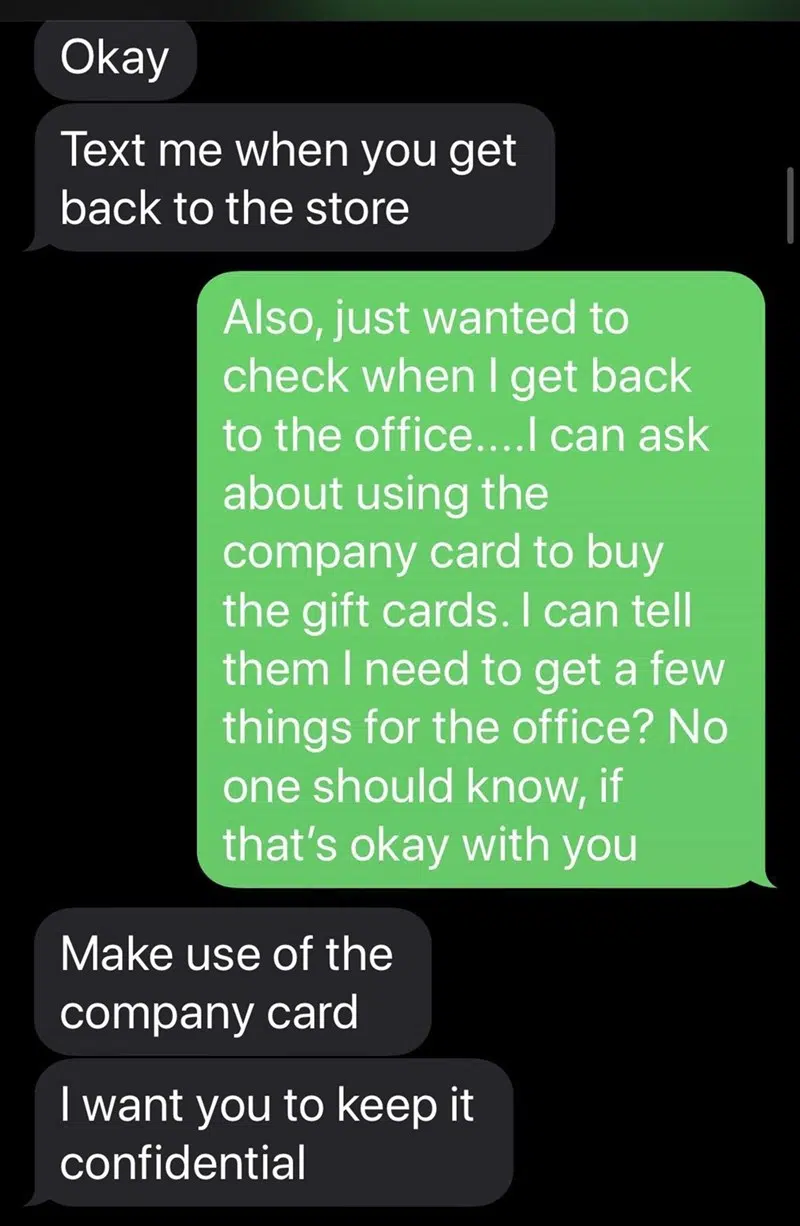 Okay
Text me when you get
back to the store
Also, just wanted to
check when I get back
to the office....I can ask
about using the
company card to buy
the gift cards. I can tell
them I need to get a few
things for the office? No
one should know, if
that’s okay with you
Make use of the
company card
I want you to keep it
confidential